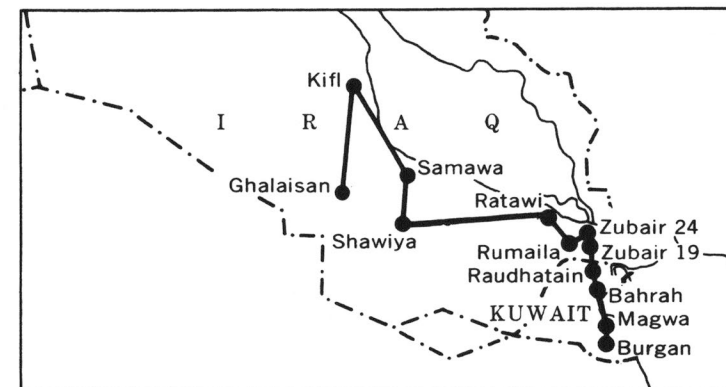 Kifl
I R A Q
Ghalaisan
Samawa
Ratawi
Shawiya
Zubair 24
Rumaila
Zubair 19
Raudhatain
Bahrah
KUWAIT
Magwa
Burgan